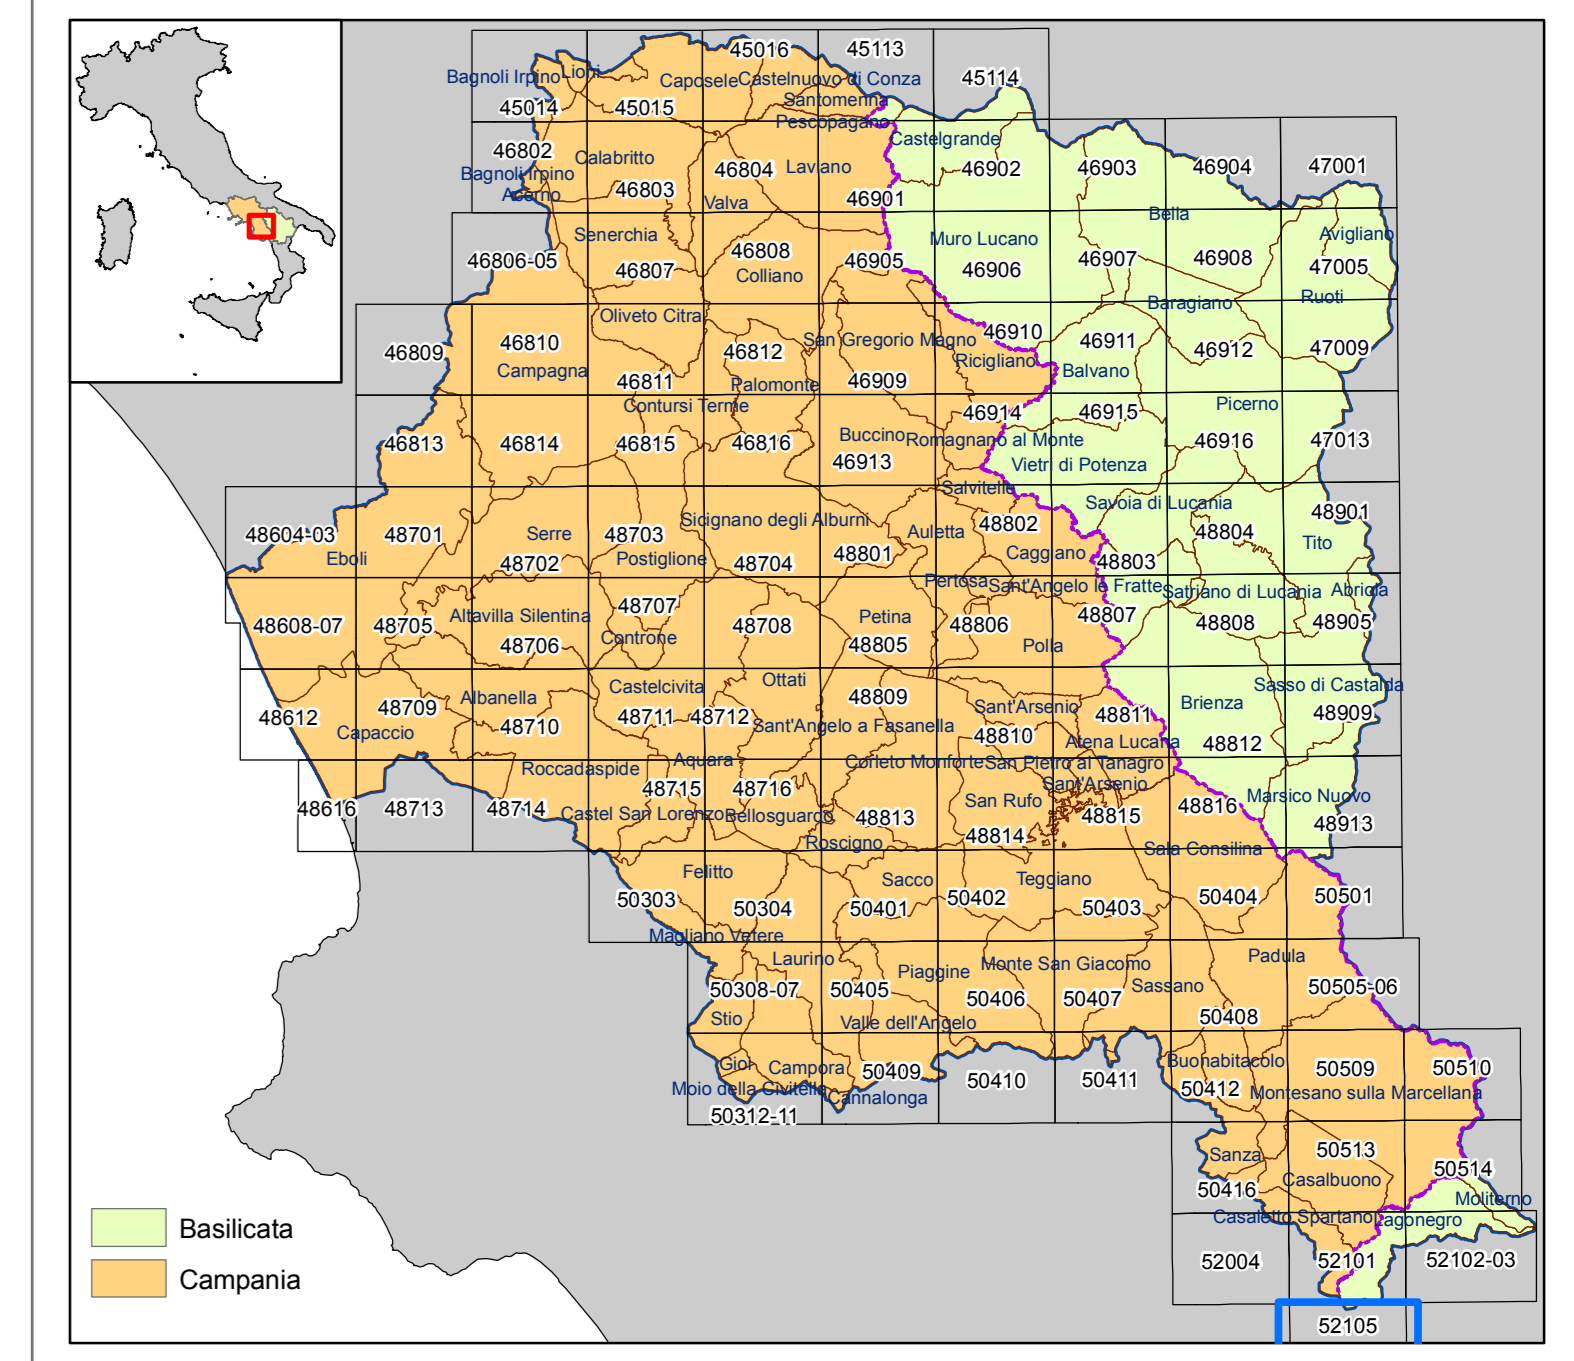 45016
45113
Bagnoli Irpino
Lioni
Caposele
Castelnuovo di Conza
45114
45014
45015
Santomenna
Pescopagano
Castelgrande
46802
Calabritto
46804
Laviano
46902
46903
46904
47001
Bagnoli Irpino
Acerno
46803
Valva
46901
Bella
Senerchia
Muro Lucano
Avigliano
46806-05
46807
46808
Colliano
46905
46906
46907
46908
47005
Oliveto Citra
Baragiano
Ruoti
46809
46810
Campagna
46812
San Gregorio Magno
46910
46911
46912
47009
Ricigliano
46811
Palomonte
46909
Balvano
Contursi Terme
46914
46915
Picerno
46813
46814
46815
46816
Buccino
Romagnano al Monte
46916
47013
46913
Vietri di Potenza
Salvitelle
Savoia di Lucania
48604-03
48701
Serre
48703
Sicignano degli Alburni
Auletta
48802
48804
48901
Eboli
48702
Postiglione
48704
48801
Caggiano
48803
Tito
Pertosa
Sant'Angelo le Fratte
Satriano di Lucania
Abriola
48608-07
48705
Altavilla Silentina
48707
48708
Petina
48806
48807
48808
48905
48706
Controne
48805
Polla
Albanella
Castelcivita
Ottati
48809
Sant'Arsenio
Brienza
Sasso di Castalda
48612
48709
Capaccio
48710
48711
48712
Sant'Angelo a Fasanella
48810
48811
48909
Atena Lucana
48812
Roccadaspide
Aquara
Corleto Monforte
San Pietro al Tanagro
Sant'Arsenio
48616
48713
48714
48715
48716
San Rufo
48816
Marsico Nuovo
Castel San Lorenzo
Bellosguardo
48813
48815
48913
Roscigno
48814
Sala Consilina
Felitto
Sacco
Teggiano
50303
50304
50401
50402
50403
50404
50501
Magliano Vetere
Laurino
Piaggine
Monte San Giacomo
Padula
50308-07
50405
50406
50407
Sassano
50505-06
Stio
Valle dell'Angelo
50408
Gioi
Campora
50409
50410
50411
Buonabitacolo
50509
50510
Moio della Civitella
Cannalonga
50412
Montesano sulla Marcellana
50312-11
Sanza
50513
50514
50416
Casalbuono
Moliterno
Casaletto Spartano
Lagonegro
52004
52101
52102-03
52105
Basilicata
Campania